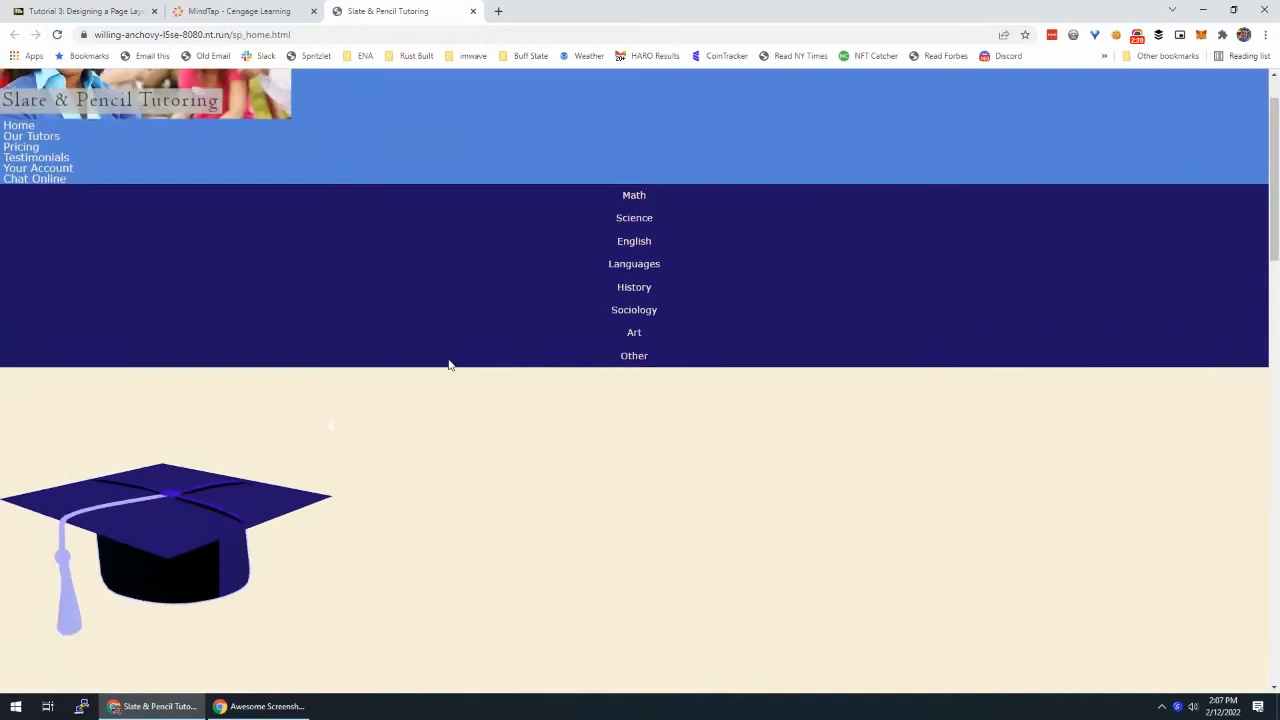 Tutorial 3: Designing a Page Layo
MindTap - Cengage Learning
Slate & Pencil Tutoring
willing-anchovy-l5se-8080.nt.run/sp_home.html
2:20
Apps
Bookmarks
Email this
Old Email
Slack
Spritzlet
ENA
Rust Built
imwave
Buff State
Weather
HARO Results
CoinTracker
Read NY Times
NFT Catcher
Read Forbes
Discord
»
Other bookmarks
Reading list
Slate & Pencil Tutoring
Home
Our Tutors
Pricing
Testimonials
Your Account
Chat Online
Math
Science
English
Languages
History
Sociology
Art
Other
Slate & Pencil Tuto...
Awesome Screensh...
2:07 PM
2/12/2022